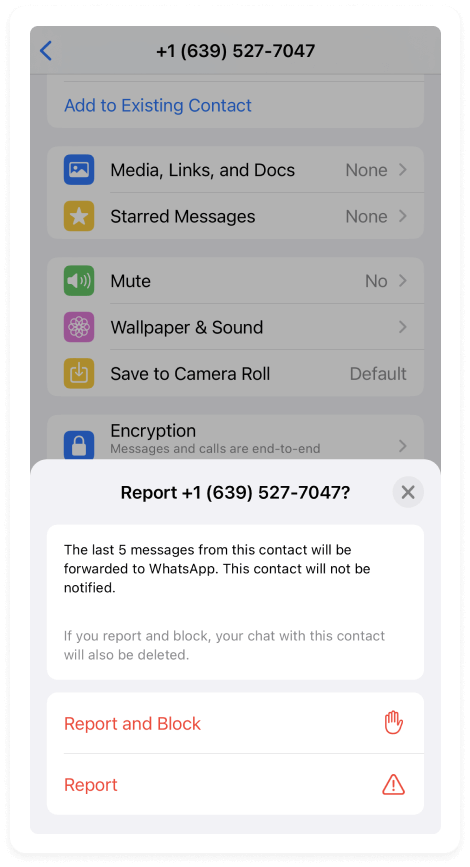 +1 (639) 527-7047
Add to Existing Contact
Media, Links, and Docs None
Starred Messages None
Mute No
Wallpaper & Sound
Save to Camera Roll Default
Encryption
Messages and calls are end-to-end
Report +1 (639) 527-7047?
The last 5 messages from this contact will be
forwarded to WhatsApp. This contact will not be
notified.
If you report and block, your chat with this contact
will also be deleted.
Report and Block
Report